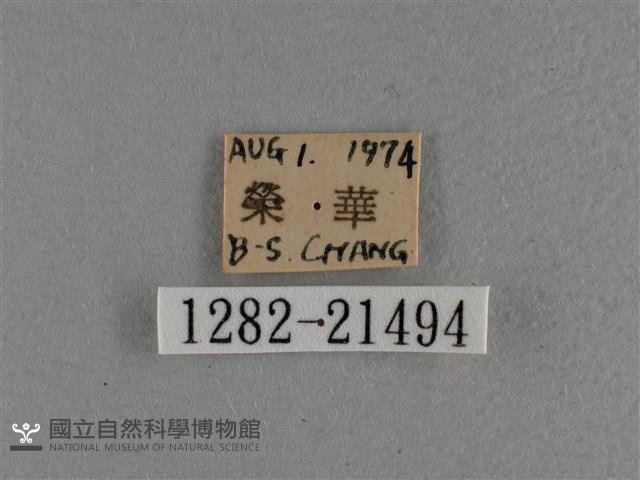 AUG 1. 1974
榮 華
B-S. CHANG
1282-21494
國立自然科學博物館
NATIONAL MUSEUM OF NATURAL SCIENCE